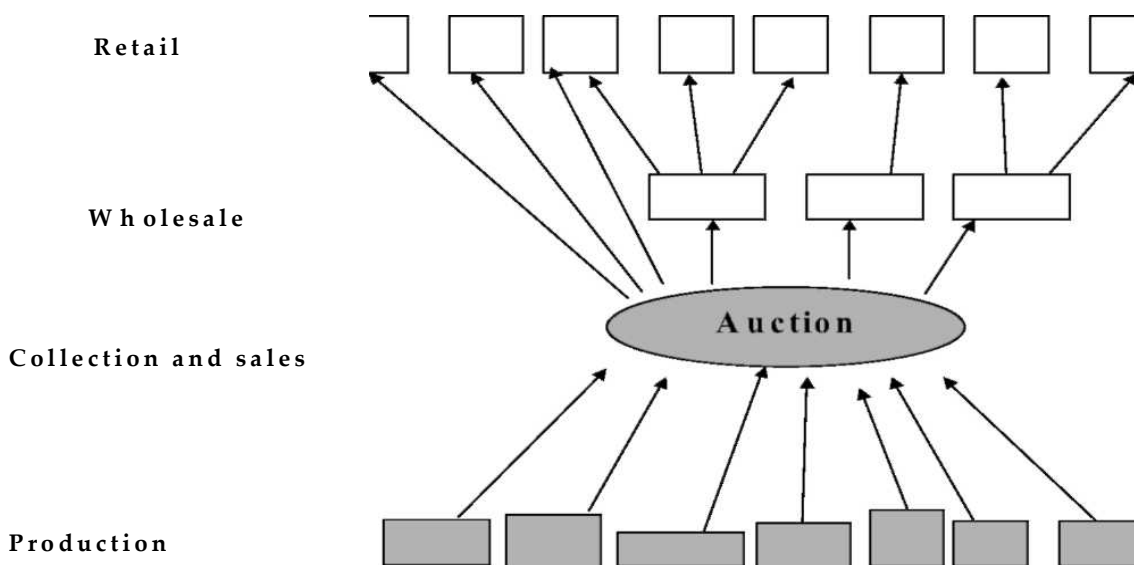 Retail
Wholesale
Auction
Collection and sales
Production